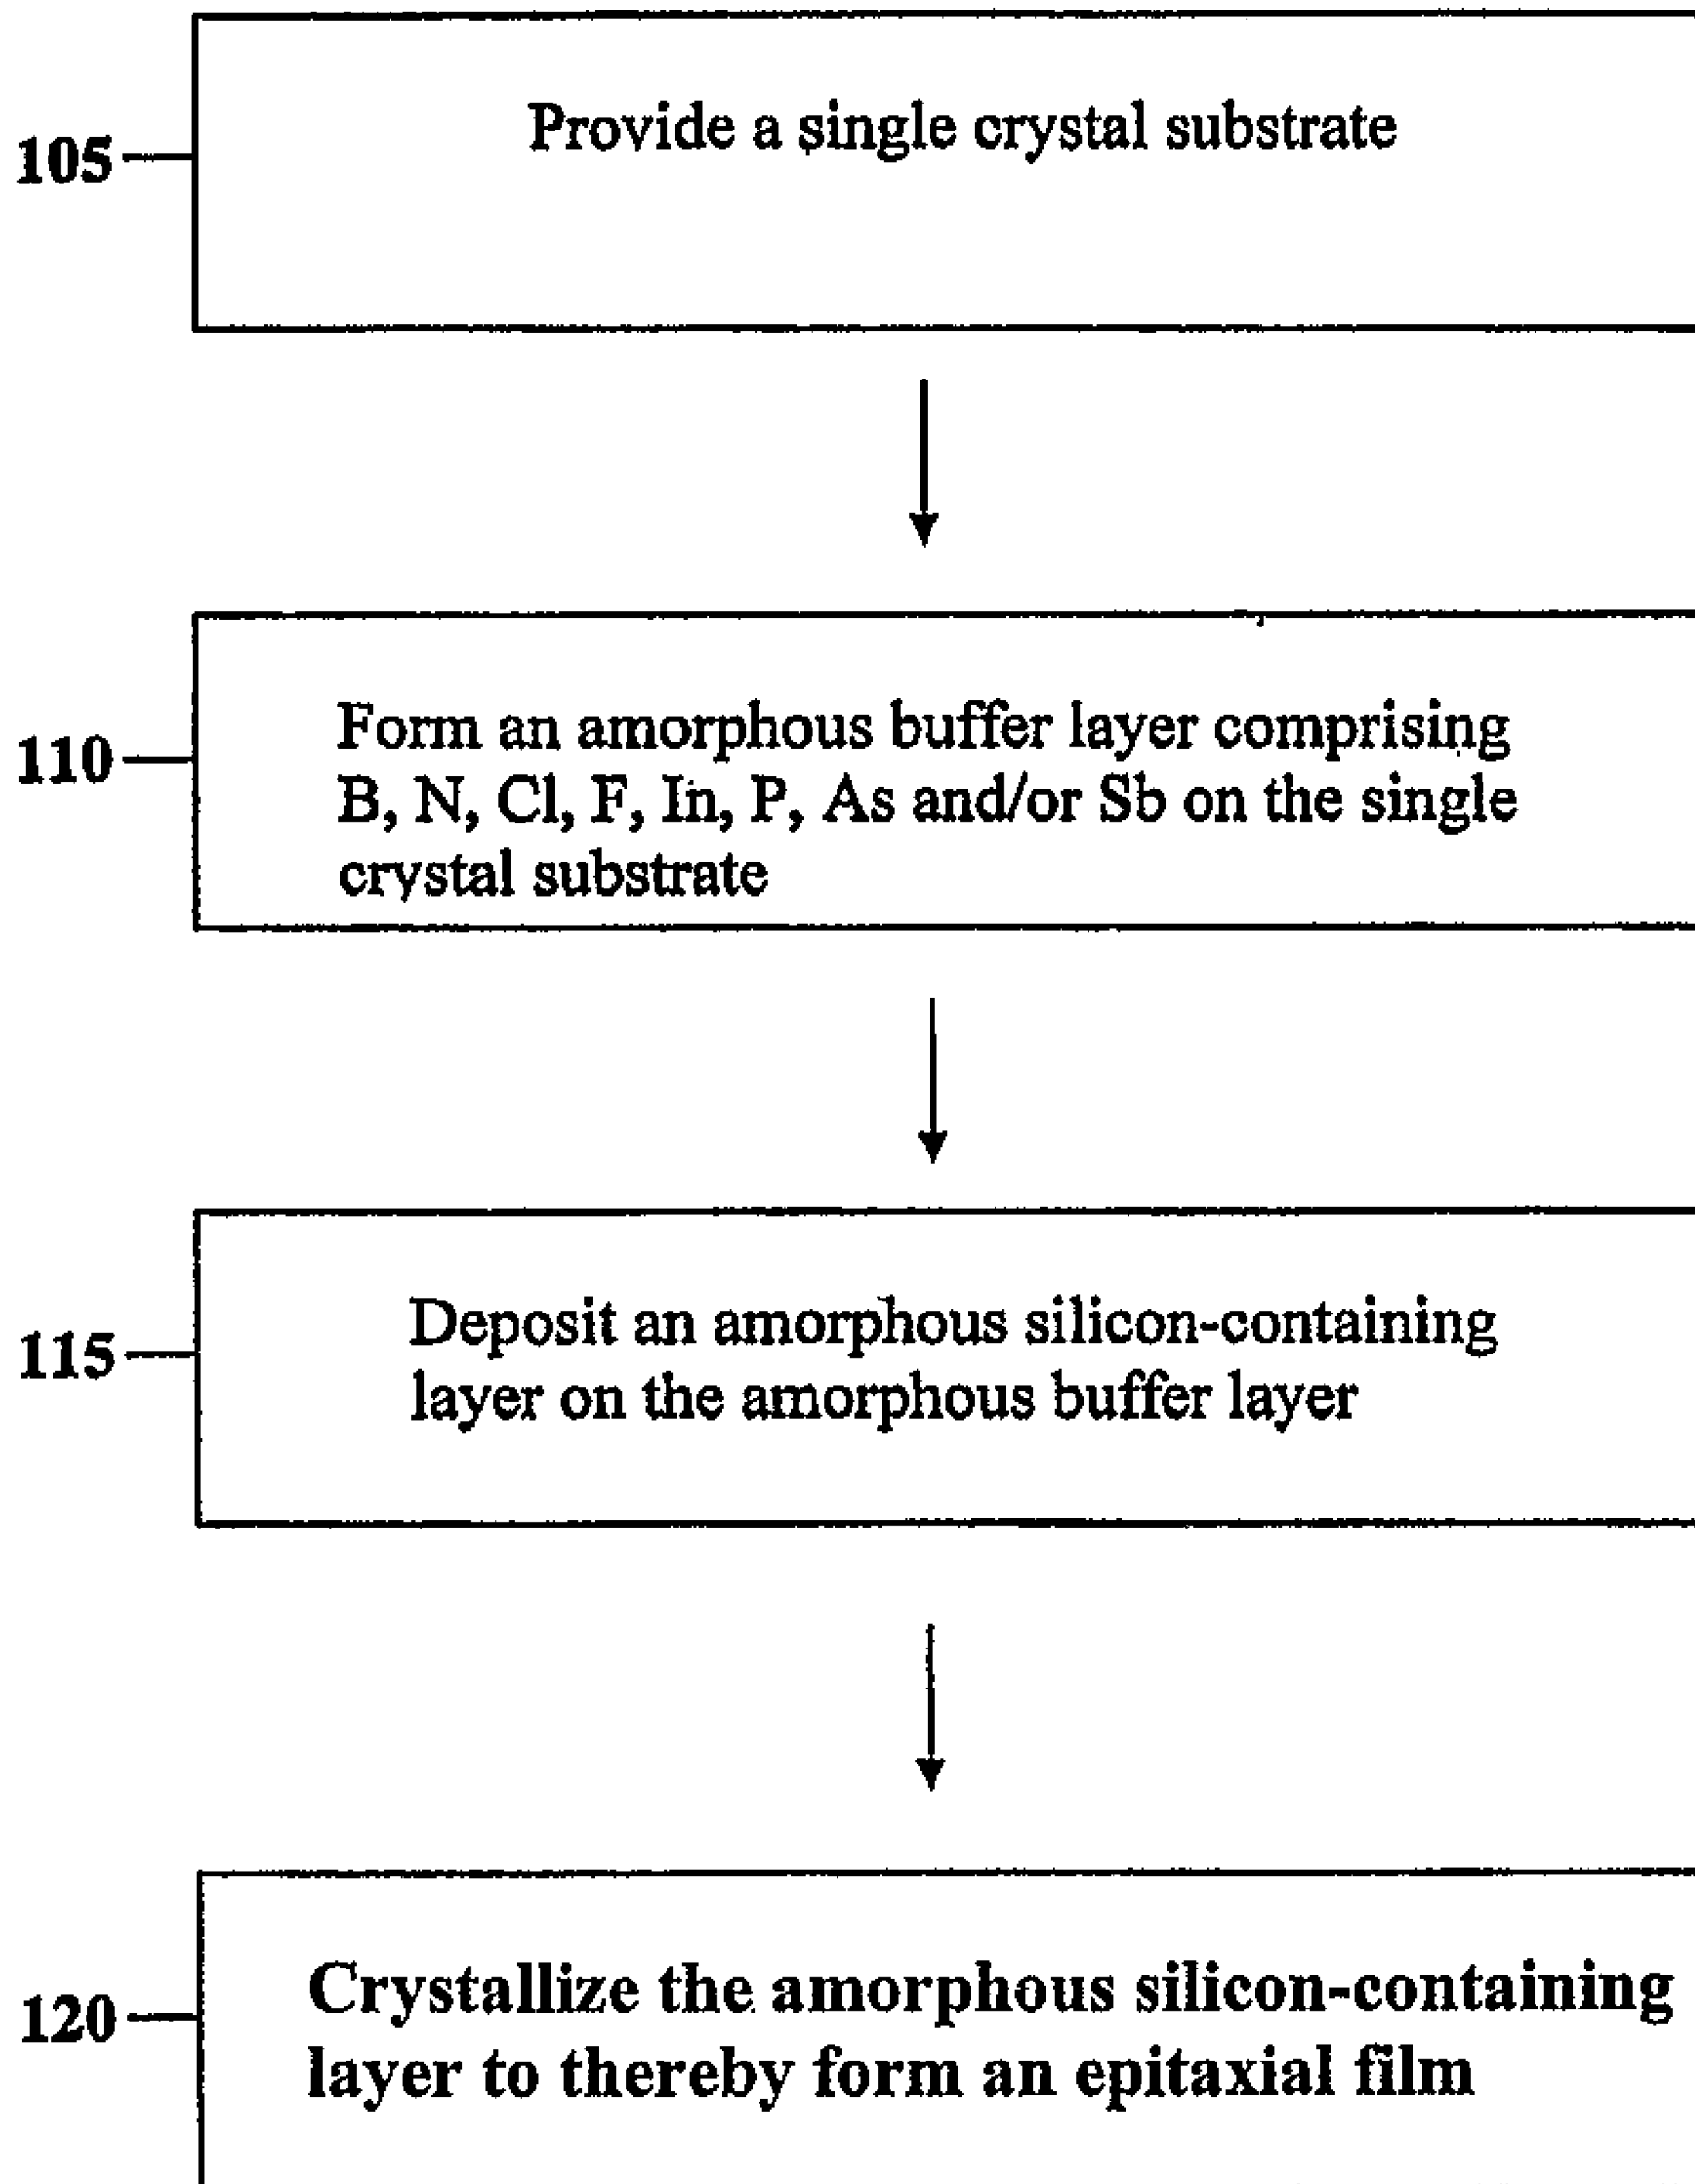 Provide a single crystal substrate
105
Form an amorphous buffer layer comprising
110
B, N, Cl, F, In, P, As and/or Sb on the single
crystal substrate
Deposit an amorphous silicon-containing
115
layer on the amorphous buffer layer
Crystallize the amorphous silicon-containing
120
layer to thereby form an epitaxial film